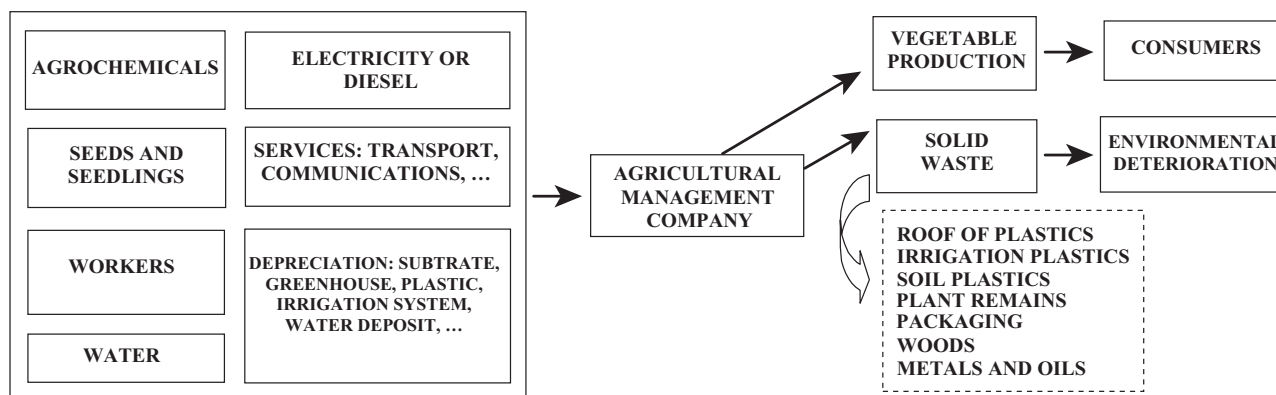 AGROCHEMICALS
ELECTRICITY OR
DIESEL
SEEDS AND
SEEDLINGS
SERVICES: TRANSPORT,
COMMUNICATIONS, …
WORKERS
DEPRECIATION: SUBTRATE,
GREENHOUSE, PLASTIC,
IRRIGATION SYSTEM,
WATER DEPOSIT, …
WATER
AGRICULTURAL
MANAGEMENT
COMPANY
VEGETABLE
PRODUCTION
CONSUMERS
SOLID
WASTE
ENVIRONMENTAL
DETERIORATION
ROOF OF PLASTICS
IRRIGATION PLASTICS
SOIL PLASTICS
PLANT REMAINS
PACKAGING
WOODS
METALS AND OILS